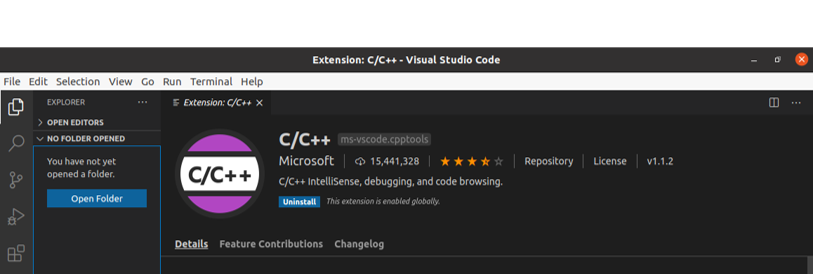 Extension: C/C++ - Visual Studio Code
File Edit Selection View Go Run Terminal Help
EXPLORER
OPEN EDITORS
NO FOLDER OPENED
You have not yet
opened a folder.
Open Folder
Extension: C/C++
C/C++
C/C++ ms-vscode.cpptools
Microsoft 15,441,328 Repository License v1.1.2
C/C++ IntelliSense, debugging, and code browsing.
Uninstall This extension is enabled globally.
Details Feature Contributions Changelog